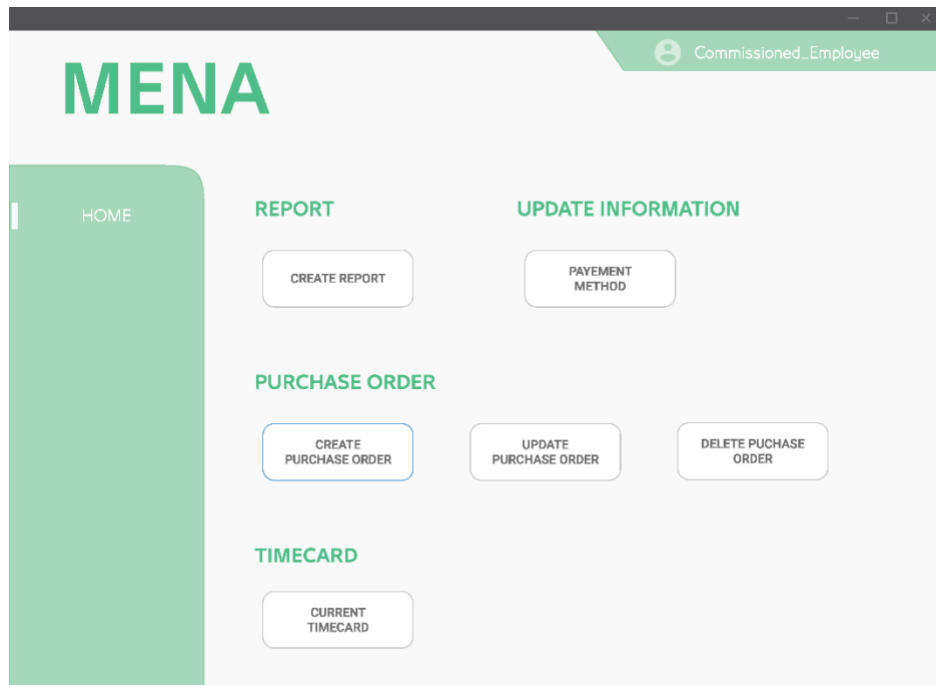 Commissioned_Employee
MENA
HOME
REPORT
UPDATE INFORMATION
CREATE REPORT
PAYEMENT
METHOD
PURCHASE ORDER
CREATE
PURCHASE ORDER
UPDATE
PURCHASE ORDER
DELETE PUCHASE
ORDER
TIMECARD
CURRENT
TIMECARD